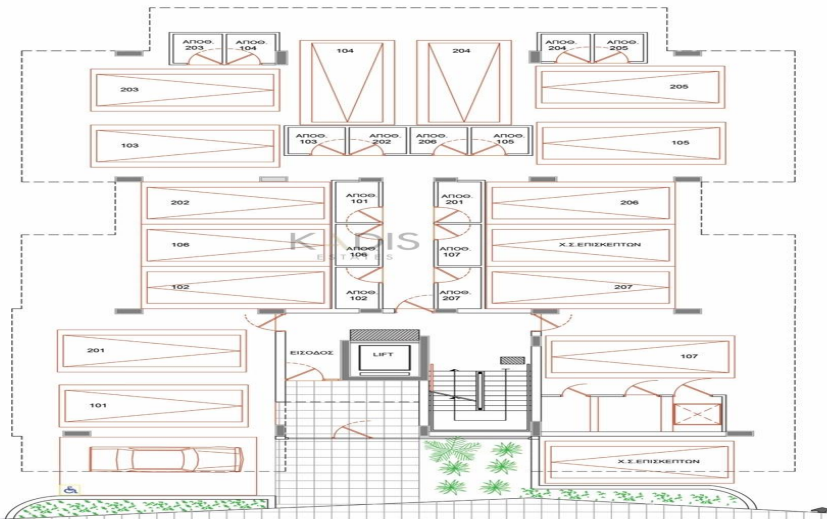 ΑΠΟΘ.
203
ΑΠΟΘ.
104
104
204
ΑΠΟΘ.
204
ΑΠΟΘ.
205
203
205
103
ΑΠΟΘ.
103
ΑΠΟΘ.
202
ΑΠΟΘ.
206
ΑΠΟΘ.
105
105
202
ΑΠΟΘ.
101
ΑΠΟΘ.
201
206
106
KADIS
ESTATES
ΑΠΟΘ.
106
ΑΠΟΘ.
107
Χ.Σ.ΕΠΙΣΚΕΠΤΩΝ
102
ΑΠΟΘ.
102
ΑΠΟΘ.
207
207
201
ΕΙΣΟΔΟΣ
LIFT
107
101
Χ.Σ.ΕΠΙΣΚΕΠΤΩΝ